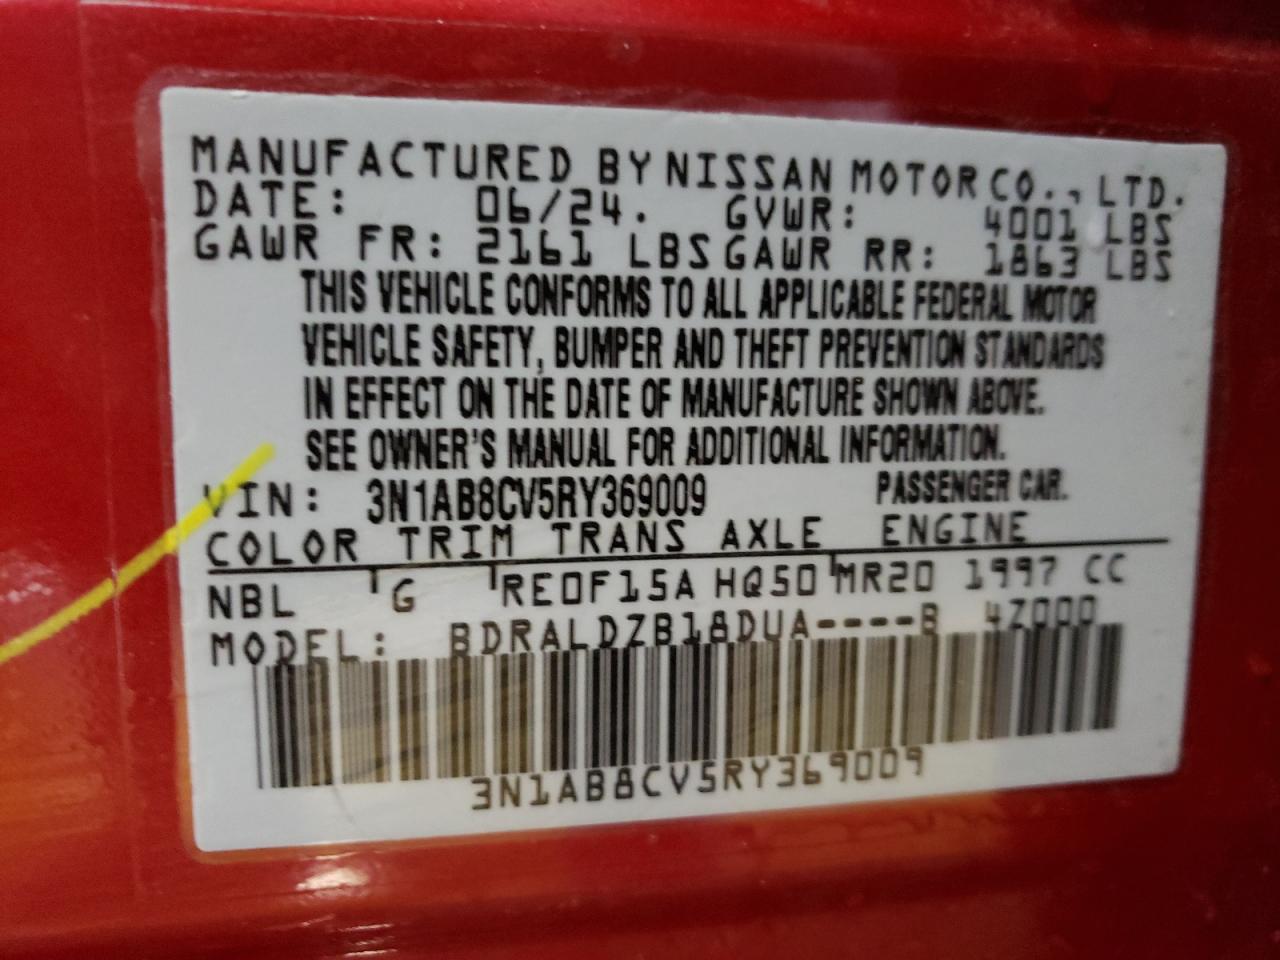 MANUFACTURED BY NISSAN MOTOR CO., LTD.
DATE: 06/24. GVWR: 4001 LBS
GAWR FR: 2161 LBS GAWR RR: 1863 LBS
THIS VEHICLE CONFORMS TO ALL APPLICABLE FEDERAL MOTOR
VEHICLE SAFETY, BUMPER AND THEFT PREVENTION STANDARDS
IN EFFECT ON THE DATE OF MANUFACTURE SHOWN ABOVE.
SEE OWNER'S MANUAL FOR ADDITIONAL INFORMATION.
VIN: 3N1AB8CV5RY369009 PASSENGER CAR.
COLOR TRIM TRANS AXLE ENGINE
NBL G RE0F15A HQ50 MR20 1997 CC
MODEL: BDRALDZB18DUA----B 4Z000
3N1AB8CV5RY369009